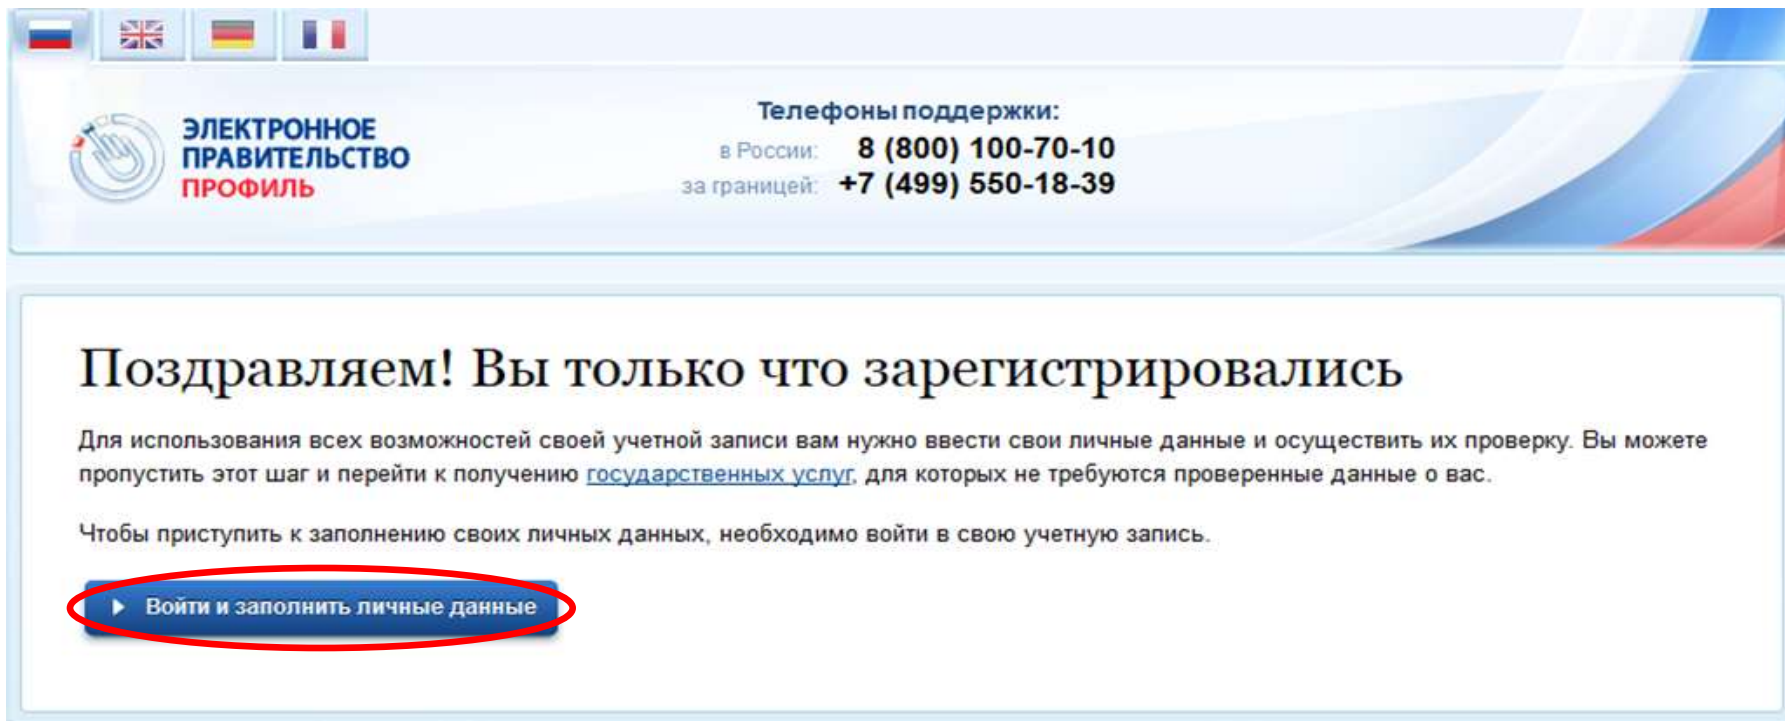 ЭЛЕКТРОННОЕ
ПРАВИТЕЛЬСТВО
ПРОФИЛЬ
Телефоны поддержки:
в России: 8 (800) 100-70-10
за границей: +7 (499) 550-18-39
Поздравляем! Вы только что зарегистрировались
Для использования всех возможностей своей учетной записи вам нужно ввести свои личные данные и осуществить их проверку. Вы можете
пропустить этот шаг и перейти к получению государственных услуг, для которых не требуются проверенные данные о вас.
Чтобы приступить к заполнению своих личных данных, необходимо войти в свою учетную запись.
Войти и заполнить личные данные